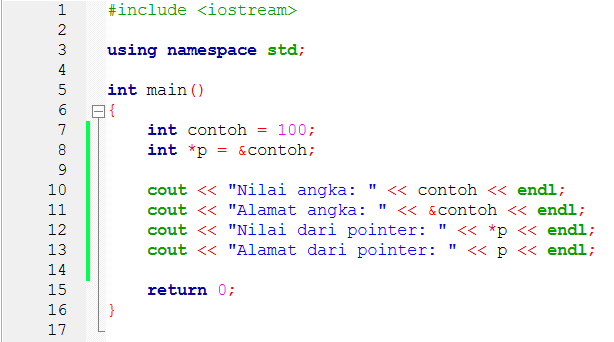 1 #include <iostream>
2
3 using namespace std;
4
5 int main()
6 {
7 int contoh = 100;
8 int *p = &contoh;
9
10 cout << "Nilai angka: " << contoh << endl;
11 cout << "Alamat angka: " << &contoh << endl;
12 cout << "Nilai dari pointer: " << *p << endl;
13 cout << "Alamat dari pointer: " << p << endl;
14
15 return 0;
16 }
17